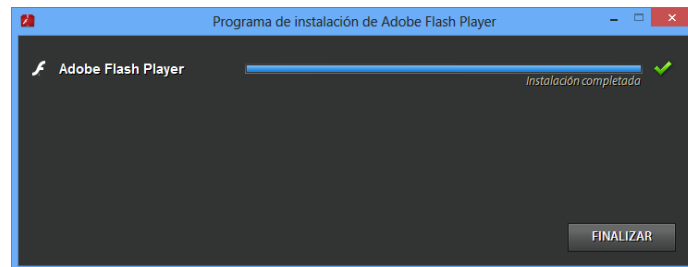 Programa de instalación de Adobe Flash Player
Adobe Flash Player
Instalación completada
FINALIZAR